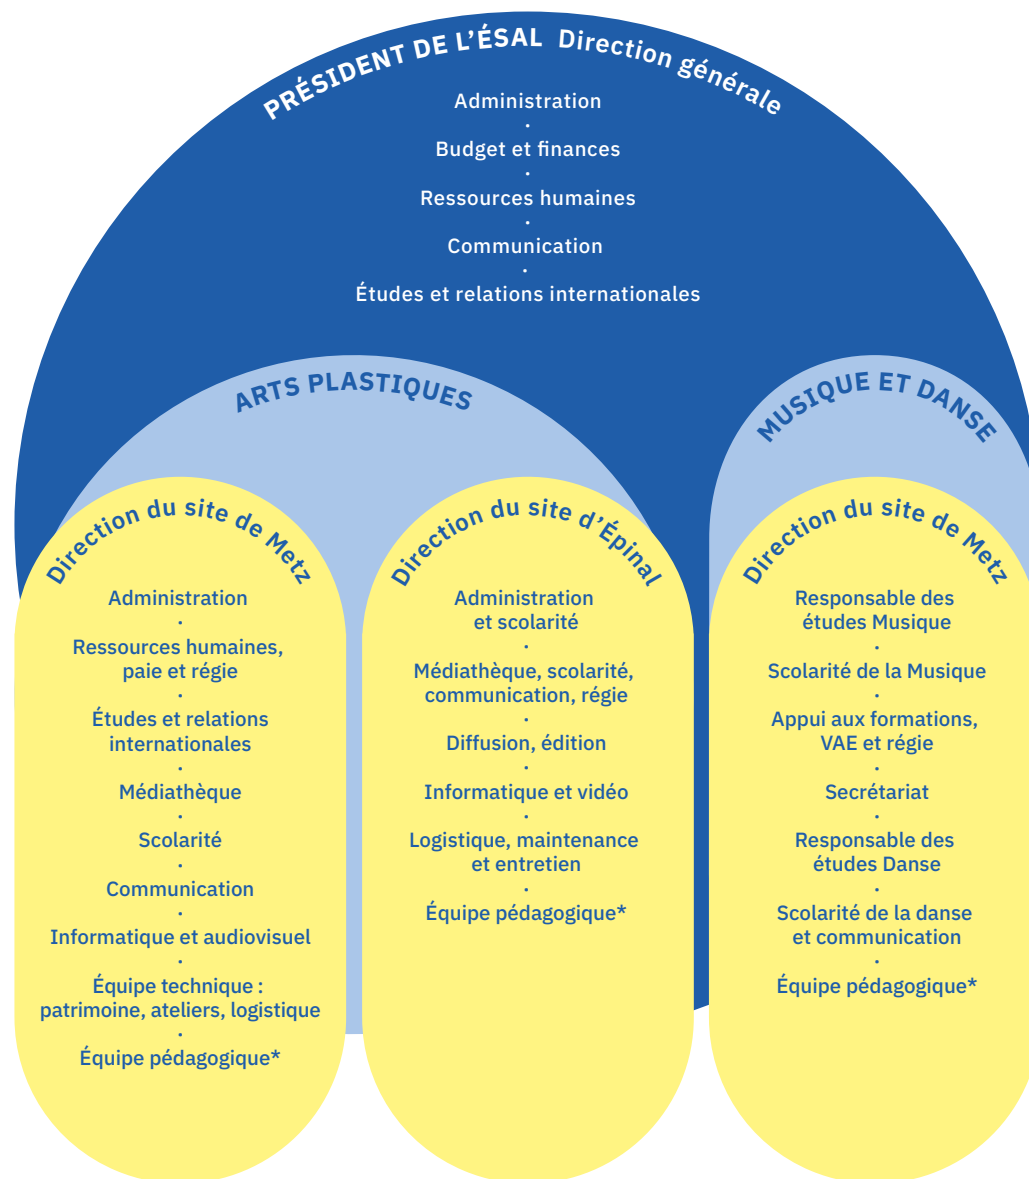 PRÉSIDENT DE L'ÉSAL Direction générale
Administration
·
Budget et finances
·
Ressources humaines
·
Communication
·
Études et relations internationales
ARTS PLASTIQUES
Direction du site de Metz
Administration
·
Ressources humaines,
paie et régie
·
Études et relations
internationales
·
Médiathèque
·
Scolarité
·
Communication
·
Informatique et audiovisuel
·
Équipe technique :
patrimoine, ateliers, logistique
·
Équipe pédagogique*
Direction du site d'Épinal
Administration
et scolarité
·
Médiathèque, scolarité,
communication, régie
·
Diffusion, édition
·
Informatique et vidéo
·
Logistique, maintenance
et entretien
·
Équipe pédagogique*
MUSIQUE ET DANSE
Direction du site de Metz
Responsable des
études Musique
·
Scolarité de la Musique
·
Appui aux formations,
VAE et régie
·
Secrétariat
·
Responsable des
études Danse
·
Scolarité de la danse
et communication
·
Équipe pédagogique*